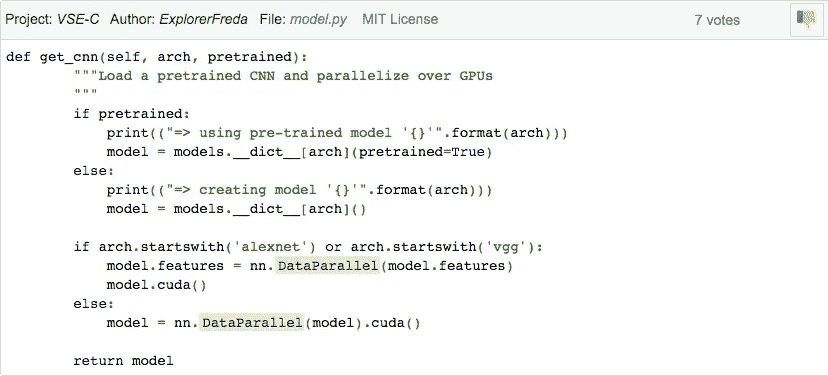 Project: VSE-C Author: ExplorerFreda File: model.py MIT License 7 votes
def get_cnn(self, arch, pretrained):
        """Load a pretrained CNN and parallelize over GPUs
        """
        if pretrained:
            print(("=> using pre-trained model '{}'".format(arch)))
            model = models.__dict__[arch](pretrained=True)
        else:
            print(("=> creating model '{}'".format(arch)))
            model = models.__dict__[arch]()

        if arch.startswith('alexnet') or arch.startswith('vgg'):
            model.features = nn.DataParallel(model.features)
            model.cuda()
        else:
            model = nn.DataParallel(model).cuda()

        return model